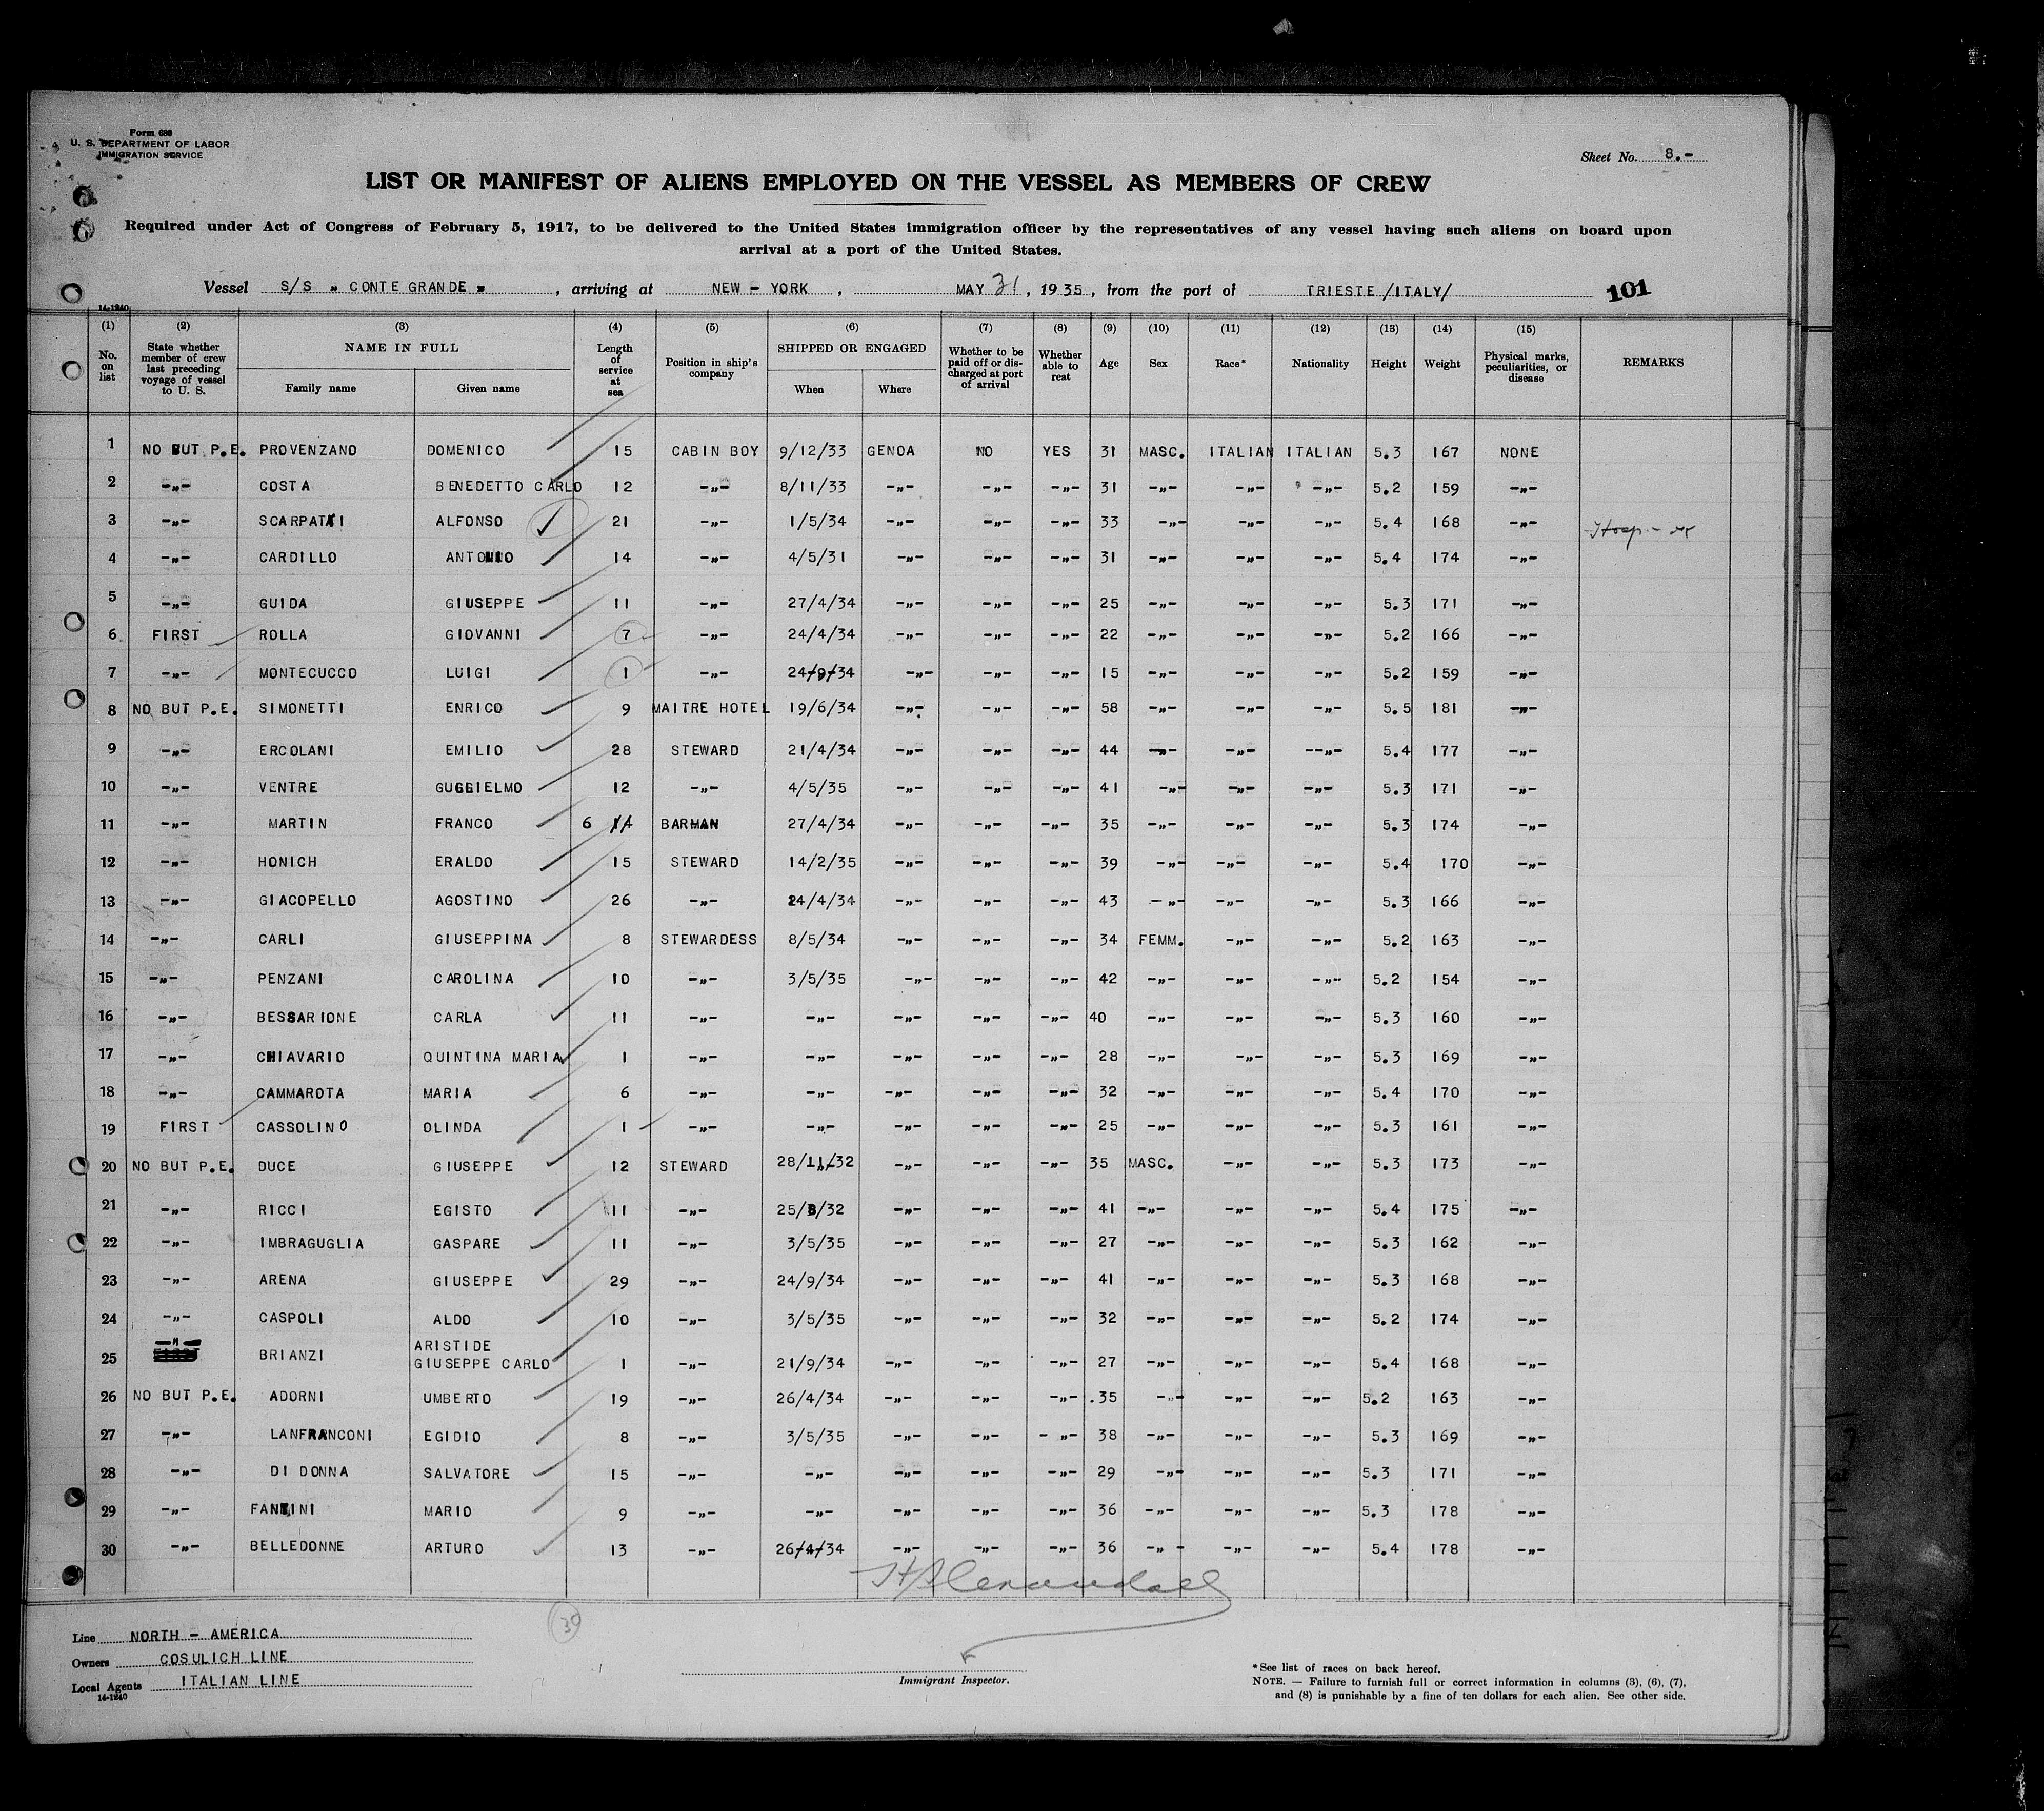 Form 680
U. S. DEPARTMENT OF LABOR
IMMIGRATION SERVICE
Sheet No. 8.-
LIST OR MANIFEST OF ALIENS EMPLOYED ON THE VESSEL AS MEMBERS OF CREW
Required under Act of Congress of February 5, 1917, to be delivered to the United States immigration officer by the representatives of any vessel having such aliens on board upon
arrival at a port of the United States.
Vessel S/S " CONTE GRANDE ", arriving at NEW - YORK, MAY 31, 1935, from the port of TRIESTE /ITALY/ 101
14-1240
(1) (2) (3) (4) (5) (6) (7) (8) (9) (10) (11) (12) (13) (14) (15)
No. on list State whether member of crew last preceding voyage of vessel to U. S. NAME IN FULL Family name Given name Length of service at sea Position in ship's company SHIPPED OR ENGAGED When Where Whether to be paid off or discharged at port of arrival Whether able to reat Age Sex Race* Nationality Height Weight Physical marks, peculiarities, or disease REMARKS
1 NO BUT P.E. PROVENZANO DOMENICO 15 CABIN BOY 9/12/33 GENOA NO YES 31 MASC. ITALIAN ITALIAN 5.3 167 NONE
2 -"- COSTA BENEDETTO CARLO 12 -"- 8/11/33 -"- -"- -"- 31 -"- -"- -"- 5.2 159 -"-
3 -"- ALFONSO 21 -"- 1/5/34 -"- -"- -"- 33 -"- -"- -"- 5.4 168 -"-
4 -"- CARDILLO ANTONIO 14 -"- 4/5/31 -"- -"- -"- 31 -"- -"- -"- 5.4 174 -"-
5 -"- GUIDA GIUSEPPE 11 -"- 27/4/34 -"- -"- -"- 25 -"- -"- -"- 5.3 171 -"-
6 FIRST ROLLA GIOVANNI 7 -"- 24/4/34 -"- -"- -"- 22 -"- -"- -"- 5.2 166 -"-
7 -"- MONTECUCCO LUIGI 1 -"- 24/9/34 -"- -"- -"- 15 -"- -"- -"- 5.2 159 -"-
8 NO BUT P.E. SIMONETTI ENRICO 9 MAITRE HOTEL 19/6/34 -"- -"- -"- 58 -"- -"- -"- 5.5 181 -"-
9 -"- ERCOLANI EMILIO 28 STEWARD 21/4/34 -"- -"- -"- 44 -"- -"- -"- 5.4 177 -"-
10 -"- VENTRE GUGGIELMO 12 -"- 4/5/35 -"- -"- -"- 41 -"- -"- -"- 5.3 171 -"-
11 -"- MARTIN FRANCO 6 BARMAN 27/4/34 -"- -"- -"- 35 -"- -"- -"- 5.3 174 -"-
12 -"- HONICH ERALDO 15 STEWARD 14/2/35 -"- -"- -"- 39 -"- -"- -"- 5.4 170 -"-
13 -"- GIACOPELLO AGOSTINO 26 -"- 24/4/34 -"- -"- -"- 43 -"- -"- -"- 5.3 166 -"-
14 -"- CARLI GIUSEPPINA 8 STEWARDESS 8/5/34 -"- -"- -"- 34 FEMM. -"- -"- 5.2 163 -"-
15 -"- PENZANI CAROLINA 10 -"- 3/5/35 -"- -"- -"- 42 -"- -"- -"- 5.2 154 -"-
16 -"- BESSARIONE CARLA 11 -"- -"- -"- -"- -"- 40 -"- -"- -"- 5.3 160 -"-
17 -"- CHIAVARIO QUINTINA MARIA 1 -"- -"- -"- -"- -"- 28 -"- -"- -"- 5.3 169 -"-
18 -"- CAMMAROTA MARIA 6 -"- -"- -"- -"- -"- 32 -"- -"- -"- 5.4 170 -"-
19 FIRST CASSOLINO OLINDA 1 -"- -"- -"- -"- -"- 25 -"- -"- -"- 5.3 161 -"-
20 NO BUT P.E. DUCE GIUSEPPE 12 STEWARD 28/11/32 -"- -"- -"- 35 MASC. -"- -"- 5.3 173 -"-
21 -"- RICCI EGISTO 11 -"- 25/8/32 -"- -"- -"- 41 -"- -"- -"- 5.4 175 -"-
22 -"- IMBRAGUGLIA GASPARE 11 -"- 3/5/35 -"- -"- -"- 27 -"- -"- -"- 5.3 162 -"-
23 -"- ARENA GIUSEPPE 29 -"- 24/9/34 -"- -"- -"- 41 -"- -"- -"- 5.3 168 -"-
24 -"- CASPOLI ALDO 10 -"- 3/5/35 -"- -"- -"- 32 -"- -"- -"- 5.2 174 -"-
25 -"- BRIANZI ARISTIDE GIUSEPPE CARLO 1 -"- 21/9/34 -"- -"- -"- 27 -"- -"- -"- 5.4 168 -"-
26 NO BUT P.E. ADORNI UMBERTO 19 -"- 26/4/34 -"- -"- -"- 35 -"- -"- -"- 5.2 163 -"-
27 -"- LANFRANCONI EGIDIO 8 -"- 3/5/35 -"- -"- -"- 38 -"- -"- -"- 5.3 169 -"-
28 -"- DI DONNA SALVATORE 15 -"- -"- -"- -"- -"- 29 -"- -"- -"- 5.3 171 -"-
29 -"- MARIO 9 -"- -"- -"- -"- -"- 36 -"- -"- -"- 5.3 178 -"-
30 -"- BELLEDONNE ARTURO 13 -"- 26/4/34 -"- -"- -"- 36 -"- -"- -"- 5.4 178 -"-
30
Line NORTH - AMERICA
Owners COSULICH LINE
Local Agents ITALIAN LINE
14-1240
Immigrant Inspector.
*See list of races on back hereof.
NOTE. — Failure to furnish full or correct information in columns (3), (6), (7),
and (8) is punishable by a fine of ten dollars for each alien. See other side.